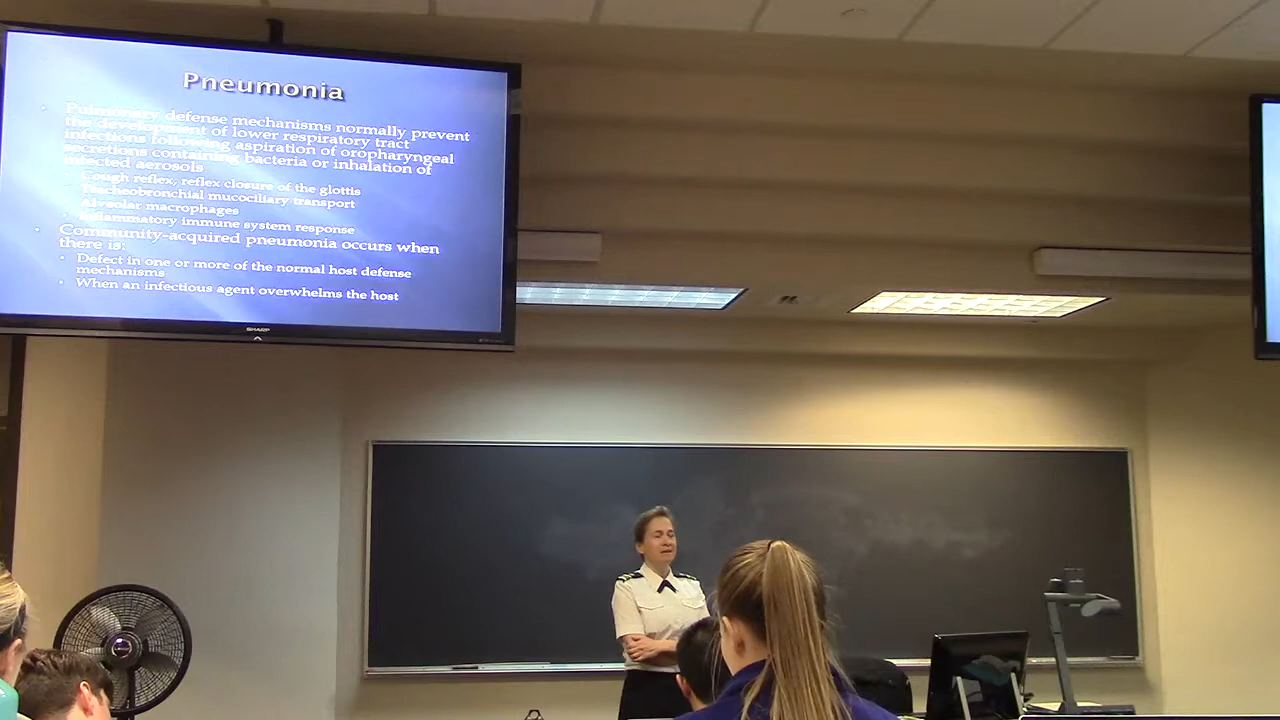 Pneumonia
Pulmonary defense mechanisms normally prevent
the development of lower respiratory tract
infections following aspiration of oropharyngeal
secretions containing bacteria or inhalation of
infected aerosols
Cough reflex, reflex closure of the glottis
Tracheobronchial mucociliary transport
Alveolar macrophages
Inflammatory immune system response
Community-acquired pneumonia occurs when
there is:
Defect in one or more of the normal host defense
mechanisms
When an infectious agent overwhelms the host
SHARP